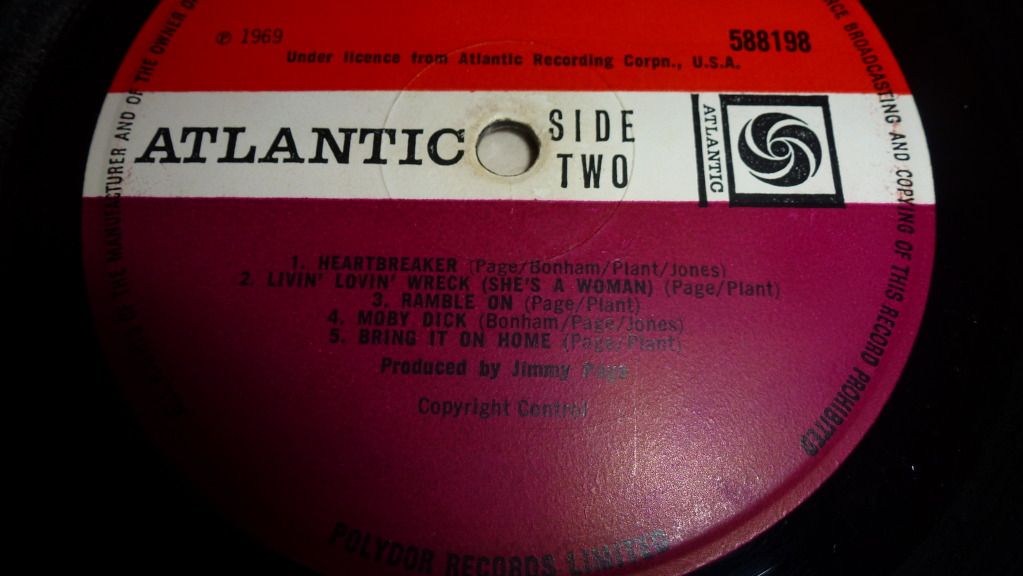 ℗ 1969
588198
Under licence from Atlantic Recording Corpn., U.S.A.
ATLANTIC
SIDE
TWO
ATLANTIC
1. HEARTBREAKER (Page/Bonham/Plant/Jones)
2. LIVIN' LOVIN' WRECK (SHE'S A WOMAN) (Page/Plant)
3. RAMBLE ON (Page/Plant)
4. MOBY DICK (Bonham/Page/Jones)
5. BRING IT ON HOME (Page/Plant)
Produced by Jimmy Page
Copyright Control
THE MANUFACTURER AND OF THE OWNER OF
BROADCASTING AND COPYING OF THIS RECORD PROHIBITED
POLYDOR RECORDS LIMITED